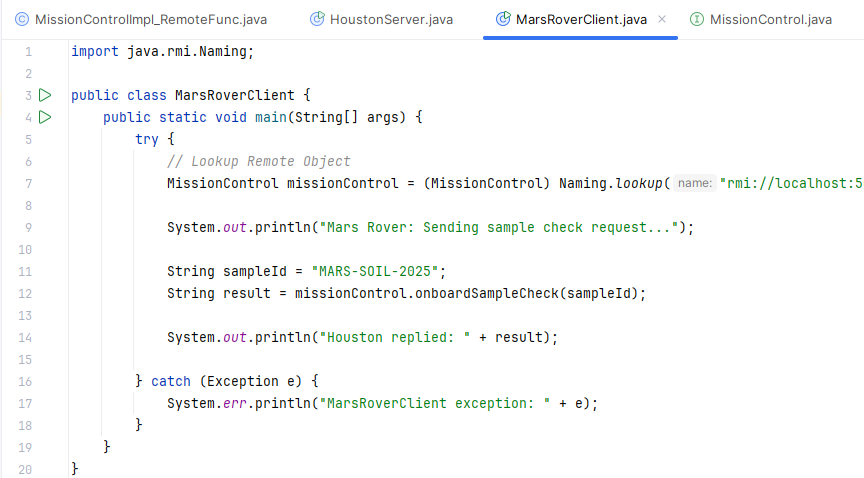 MissionControlImpl_RemoteFunc.java HoustonServer.java MarsRoverClient.java MissionControl.java
1 import java.rmi.Naming;
2
3 public class MarsRoverClient {
4 public static void main(String[] args) {
5 try {
6 // Lookup Remote Object
7 MissionControl missionControl = (MissionControl) Naming.lookup( name: "rmi://localhost:5
8
9 System.out.println("Mars Rover: Sending sample check request...");
10
11 String sampleId = "MARS-SOIL-2025";
12 String result = missionControl.onboardSampleCheck(sampleId);
13
14 System.out.println("Houston replied: " + result);
15
16 } catch (Exception e) {
17 System.err.println("MarsRoverClient exception: " + e);
18 }
19 }
20 }